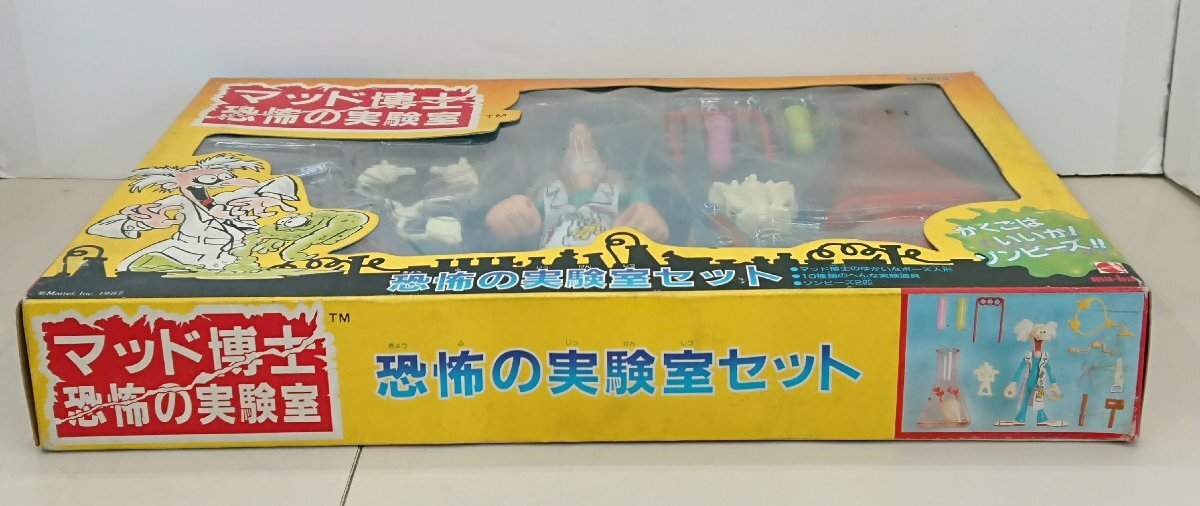 マッド博士
恐怖の実験室
TM
かくごは
いいか!
ゾンビーズ!!
恐怖の実験室セット
●マッド博士のゆかいなポーズ人形
●10種類のへんな実験道具
●ゾンビーズ2匹
©Mattel, Inc. 1987
マッド博士
恐怖の実験室
TM
きょう ふ じっ けん しつ
恐怖の実験室セット